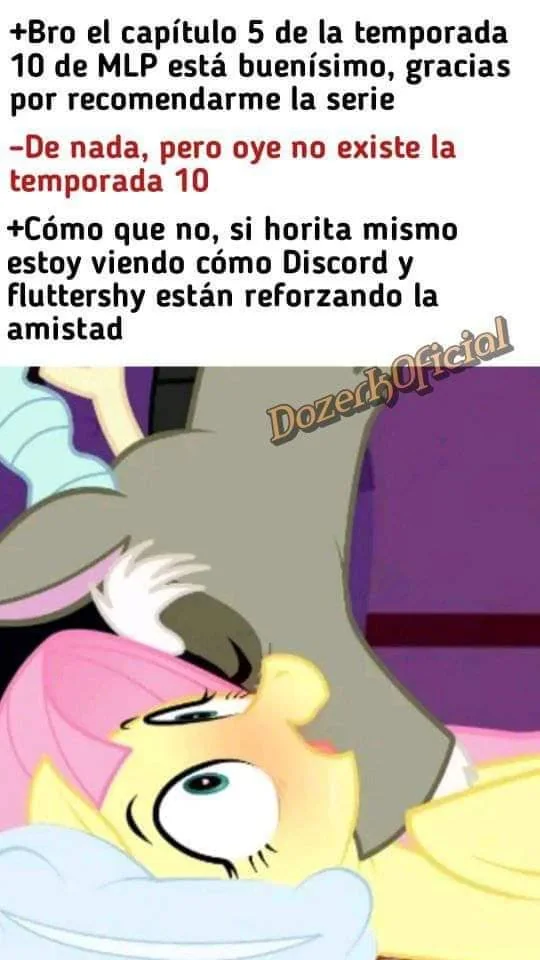 +Bro el capítulo 5 de la temporada
10 de MLP está buenísimo, gracias
por recomendarme la serie
-De nada, pero oye no existe la
temporada 10
+Cómo que no, si horita mismo
estoy viendo cómo Discord y
fluttershy están reforzando la
amistad
DozerkOficial